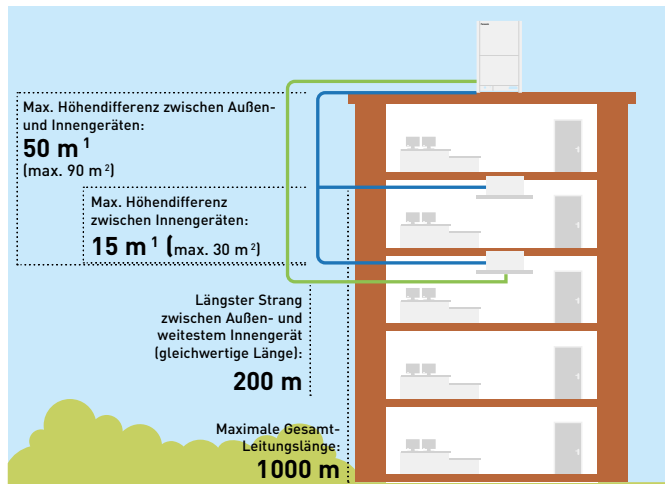 Max. Höhendifferenz zwischen Außen-
und Innengeräten:
50 m ¹
(max. 90 m ²)
Max. Höhendifferenz
zwischen Innengeräten:
15 m ¹ (max. 30 m ²)
Längster Strang
zwischen Außen- und
weitestem Innengerät
(gleichwertige Länge):
200 m
Maximale Gesamt-
Leitungslänge:
1000 m